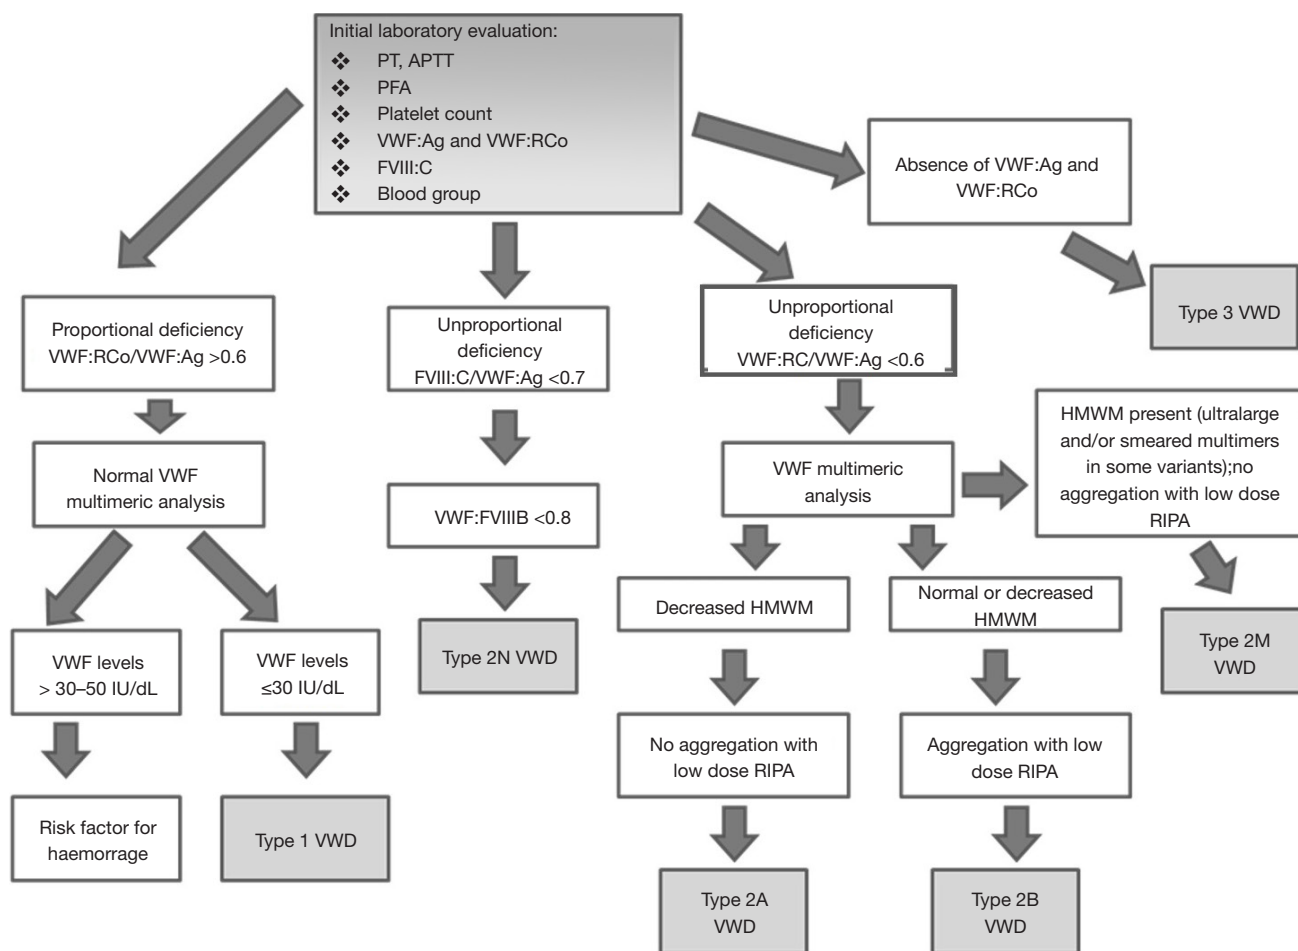 Initial laboratory evaluation:
❖ PT, APTT
❖ PFA
❖ Platelet count
❖ VWF:Ag and VWF:RCo
❖ FVIII:C
❖ Blood group
Absence of VWF:Ag and
VWF:RCo
Type 3 VWD
Proportional deficiency
VWF:RCo/VWF:Ag >0.6
Unproportional
deficiency
FVIII:C/VWF:Ag <0.7
Unproportional
deficiency
VWF:RC/VWF:Ag <0.6
Normal VWF
multimeric analysis
VWF:FVIIIB <0.8
VWF multimeric
analysis
HMWM present (ultralarge
and/or smeared multimers
in some variants);no
aggregation with low dose
RIPA
VWF levels
> 30–50 IU/dL
VWF levels
≤30 IU/dL
Type 2N VWD
Decreased HMWM
Normal or decreased
HMWM
Type 2M
VWD
Risk factor for
haemorrage
Type 1 VWD
No aggregation with
low dose RIPA
Aggregation with low
dose RIPA
Type 2A
VWD
Type 2B
VWD